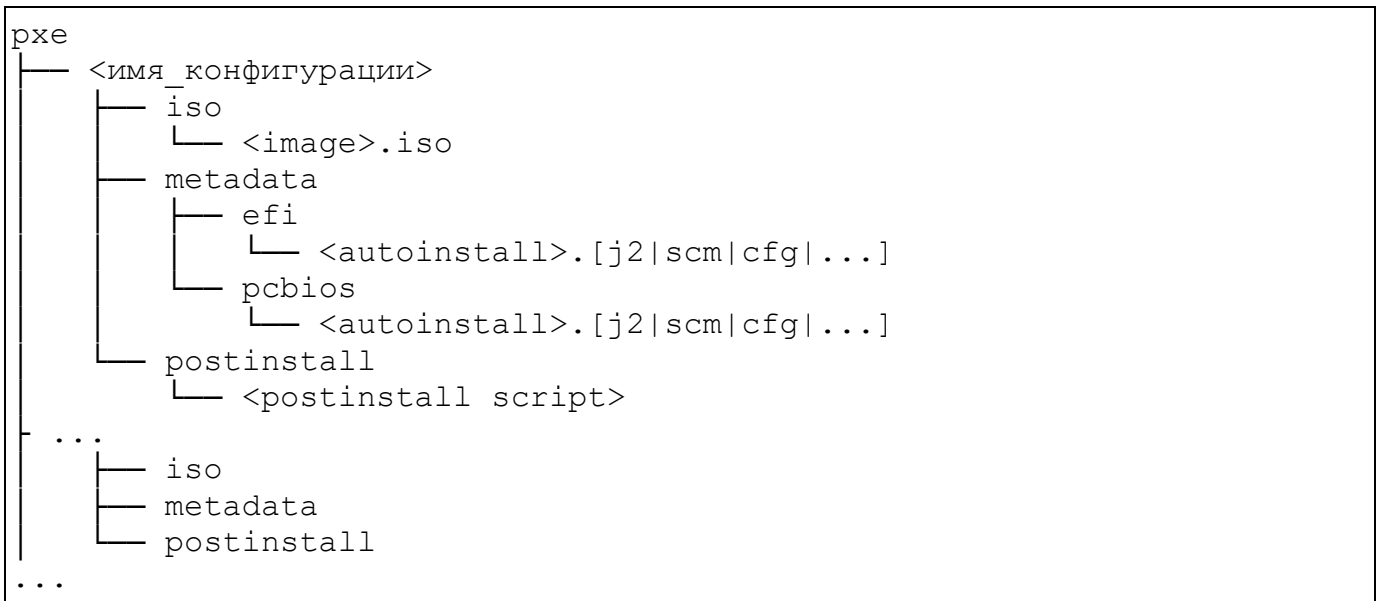 pxe
├── <имя_конфигурации>
│   ├── iso
│   │   └── <image>.iso
│   ├── metadata
│   │   ├── efi
│   │   │   └── <autoinstall>.[j2|scm|cfg|...]
│   │   └── pcbios
│   │       └── <autoinstall>.[j2|scm|cfg|...]
│   └── postinstall
│       └── <postinstall script>
├ ...
│   ├── iso
│   ├── metadata
│   └── postinstall
...